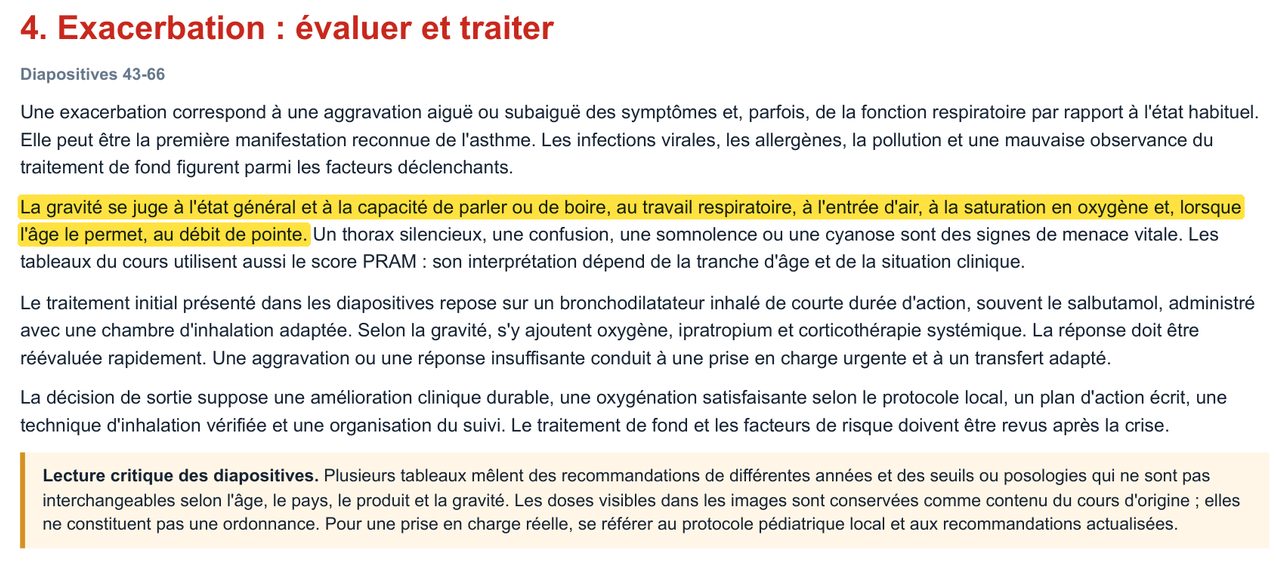 4. Exacerbation : évaluer et traiter
Diapositives 43-66
Une exacerbation correspond à une aggravation aiguë ou subaiguë des symptômes et, parfois, de la fonction respiratoire par rapport à l'état habituel.
Elle peut être la première manifestation reconnue de l'asthme. Les infections virales, les allergènes, la pollution et une mauvaise observance du
traitement de fond figurent parmi les facteurs déclenchants.
La gravité se juge à l'état général et à la capacité de parler ou de boire, au travail respiratoire, à l'entrée d'air, à la saturation en oxygène et, lorsque
l'âge le permet, au débit de pointe. Un thorax silencieux, une confusion, une somnolence ou une cyanose sont des signes de menace vitale. Les
tableaux du cours utilisent aussi le score PRAM : son interprétation dépend de la tranche d'âge et de la situation clinique.
Le traitement initial présenté dans les diapositives repose sur un bronchodilatateur inhalé de courte durée d'action, souvent le salbutamol, administré
avec une chambre d'inhalation adaptée. Selon la gravité, s'y ajoutent oxygène, ipratropium et corticothérapie systémique. La réponse doit être
réévaluée rapidement. Une aggravation ou une réponse insuffisante conduit à une prise en charge urgente et à un transfert adapté.
La décision de sortie suppose une amélioration clinique durable, une oxygénation satisfaisante selon le protocole local, un plan d'action écrit, une
technique d'inhalation vérifiée et une organisation du suivi. Le traitement de fond et les facteurs de risque doivent être revus après la crise.
Lecture critique des diapositives. Plusieurs tableaux mêlent des recommandations de différentes années et des seuils ou posologies qui ne sont pas
interchangeables selon l'âge, le pays, le produit et la gravité. Les doses visibles dans les images sont conservées comme contenu du cours d'origine ; elles
ne constituent pas une ordonnance. Pour une prise en charge réelle, se référer au protocole pédiatrique local et aux recommandations actualisées.